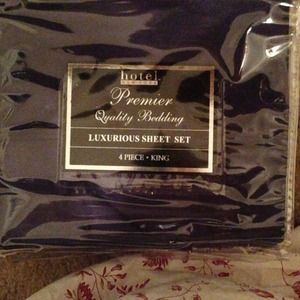 hotel
Premier
Quality Bedding
LUXURIOUS SHEET SET
4 PIECE • KING